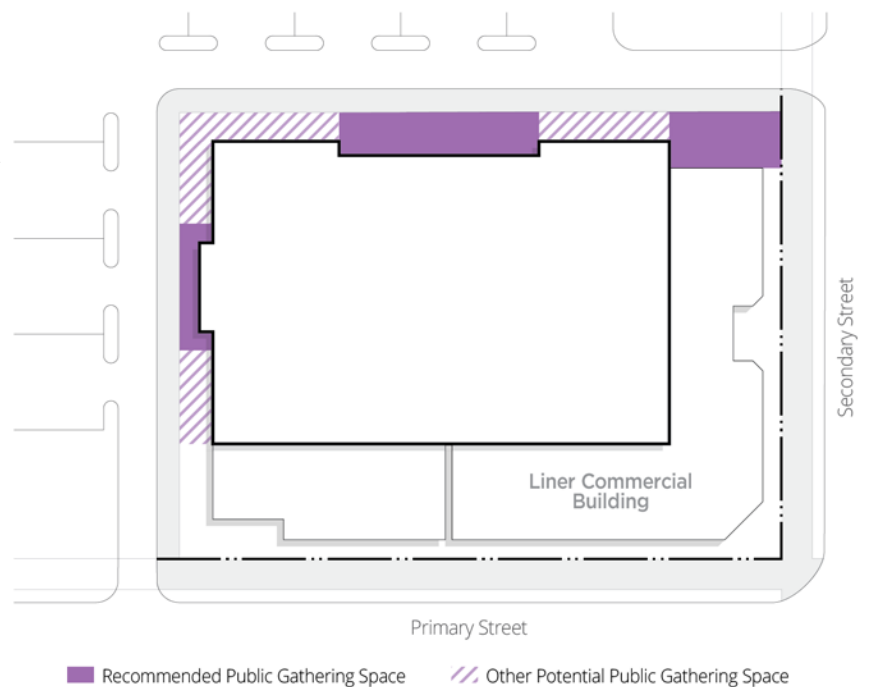 Secondary Street
Liner Commercial
Building
Primary Street
Recommended Public Gathering Space
Other Potential Public Gathering Space